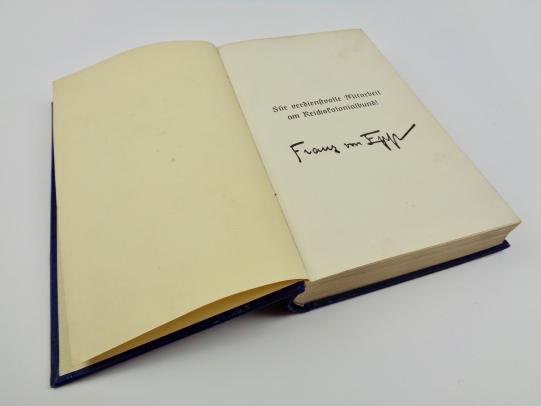 Für verdienstvolle Mitarbeit
am Reichskolonialbund!
Franz von Epp